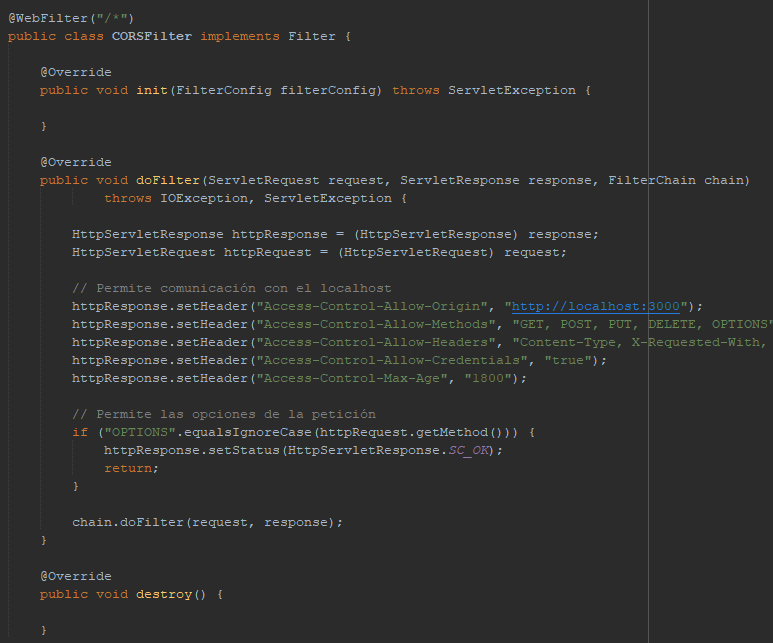 @WebFilter("/*")
public class CORSFilter implements Filter {
@Override
public void init(FilterConfig filterConfig) throws ServletException {
}
@Override
public void doFilter(ServletRequest request, ServletResponse response, FilterChain chain)
throws IOException, ServletException {
HttpServletResponse httpResponse = (HttpServletResponse) response;
HttpServletRequest httpRequest = (HttpServletRequest) request;
// Permite comunicación con el localhost
httpResponse.setHeader("Access-Control-Allow-Origin", "http://localhost:3000");
httpResponse.setHeader("Access-Control-Allow-Methods", "GET, POST, PUT, DELETE, OPTIONS"
httpResponse.setHeader("Access-Control-Allow-Headers", "Content-Type, X-Requested-With,
httpResponse.setHeader("Access-Control-Allow-Credentials", "true");
httpResponse.setHeader("Access-Control-Max-Age", "1800");
// Permite las opciones de la petición
if ("OPTIONS".equalsIgnoreCase(httpRequest.getMethod())) {
httpResponse.setStatus(HttpServletResponse.SC_OK);
return;
}
chain.doFilter(request, response);
}
@Override
public void destroy() {
}